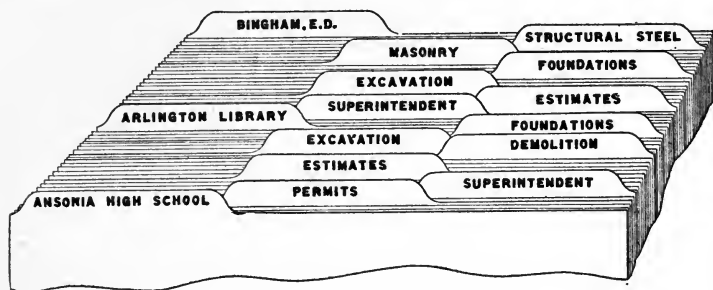 BINGHAM, E.D.
STRUCTURAL STEEL
MASONRY
FOUNDATIONS
EXCAVATION
ESTIMATES
SUPERINTENDENT
ARLINGTON LIBRARY
FOUNDATIONS
EXCAVATION
DEMOLITION
ESTIMATES
SUPERINTENDENT
PERMITS
ANSONIA HIGH SCHOOL